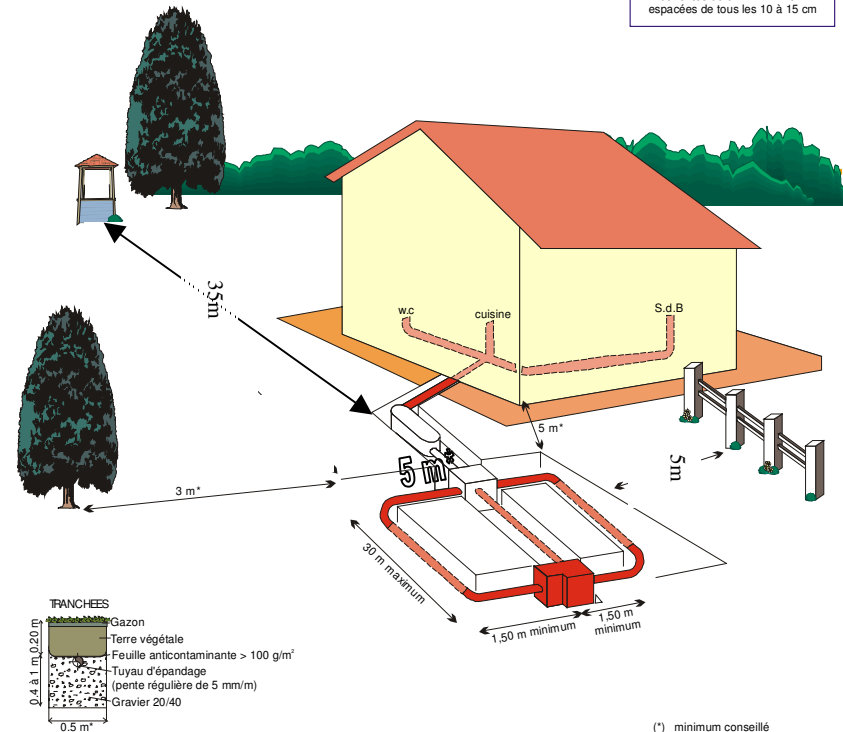 espacées de tous les 10 à 15 cm
35m
w.c
cuisine
S.d.B
5 m*
5m
5 m*
3 m*
30 m maximum
1,50 m minimum
1,50 m
minimum
TRANCHEES
Gazon
Terre végétale
Feuille anticontaminante > 100 g/m²
Tuyau d'épandage
(pente régulière de 5 mm/m)
Gravier 20/40
0.20 m
0.4 à 1 m
0.5 m*
(*) minimum conseillé